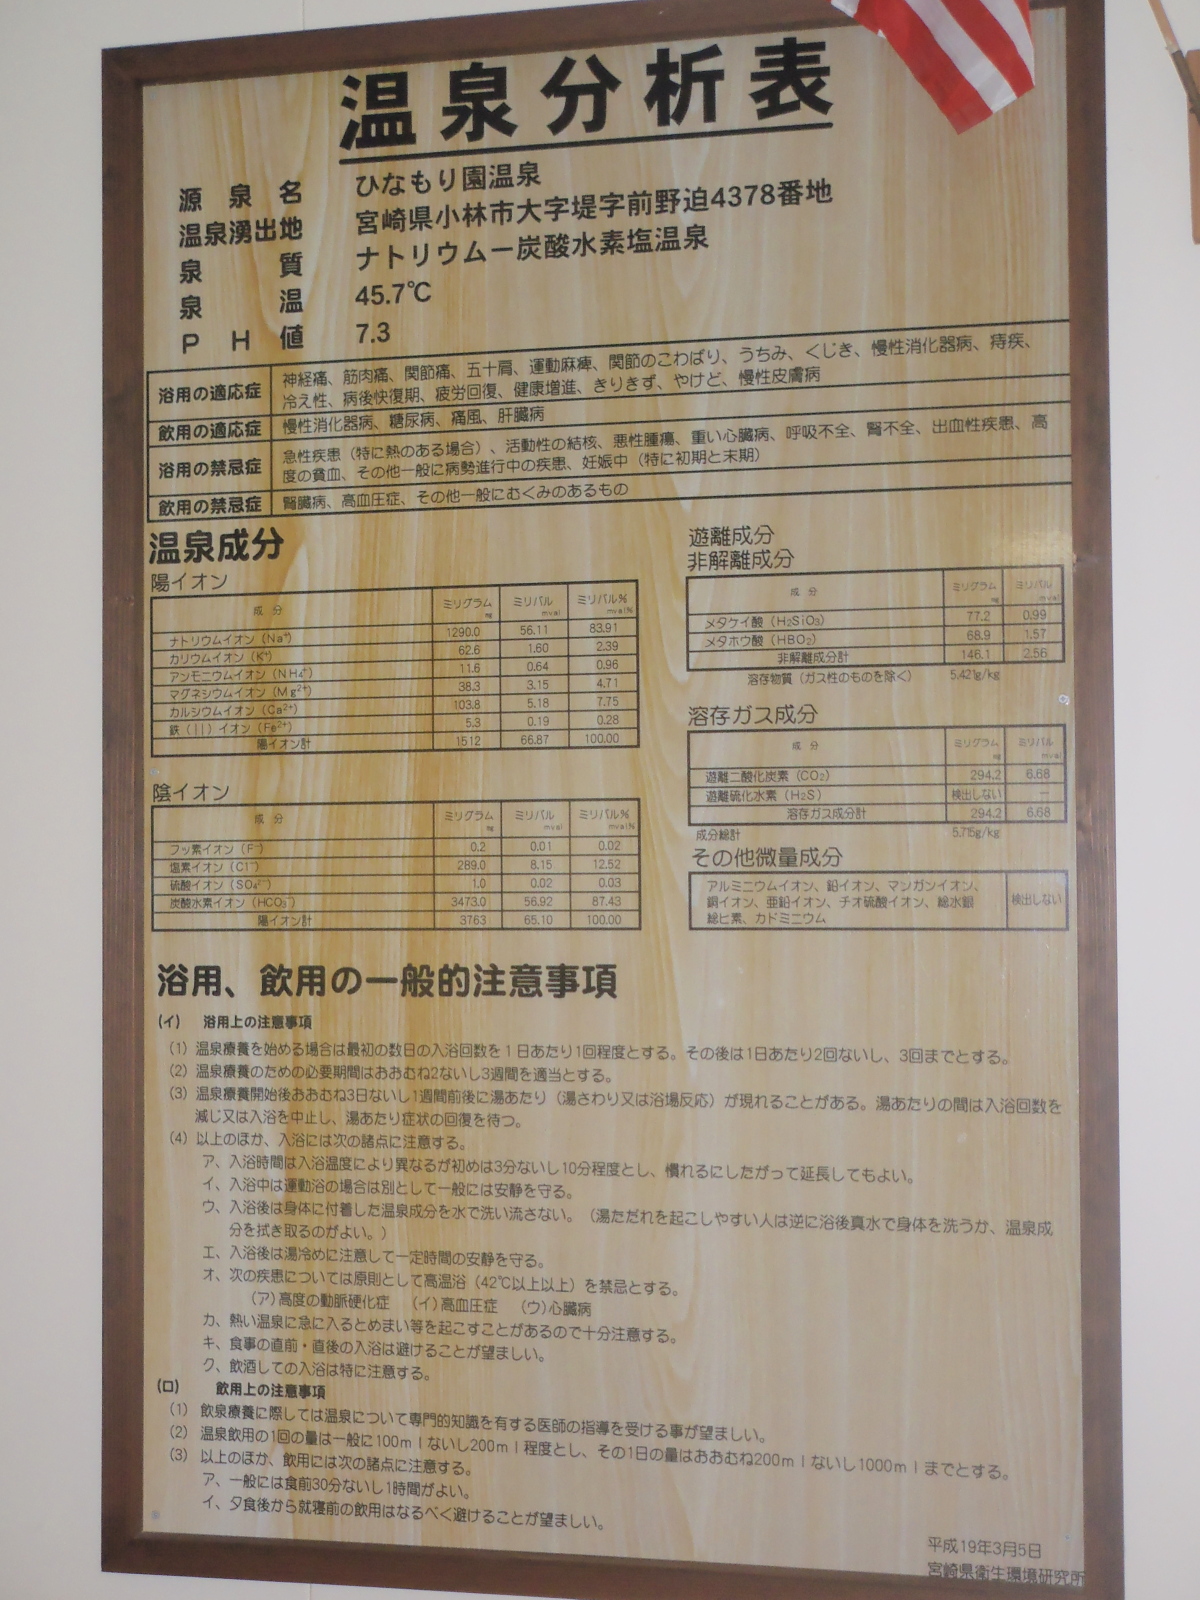 温泉分析表
源泉名 ひなもり園温泉
温泉湧出地 宮崎県小林市大字堤字前野迫4378番地
泉質 ナトリウムー炭酸水素塩温泉
泉温 45.7℃
PH値 7.3
浴用の適応症 神経痛、筋肉痛、関節痛、五十肩、運動麻痺、関節のこわばり、うちみ、くじき、慢性消化器病、痔疾、
冷え性、病後快復期、疲労回復、健康増進、きりきず、やけど、慢性皮膚病
飲用の適応症 慢性消化器病、糖尿病、痛風、肝臓病
浴用の禁忌症 急性疾患（特に熱のある場合）、活動性の結核、悪性腫瘍、重い心臓病、呼吸不全、腎不全、出血性疾患、高
度の貧血、その他一般に病勢進行中の疾患、妊娠中（特に初期と末期）
飲用の禁忌症 腎臓病、高血圧症、その他一般にむくみのあるもの
温泉成分
陽イオン
成分 ミリグラム mg ミリバル mval ミリバル% mval%
ナトリウムイオン（Na⁺） 1290.0 56.11 83.91
カリウムイオン（K⁺） 62.6 1.60 2.39
アンモニウムイオン（NH₄⁺） 11.6 0.64 0.96
マグネシウムイオン（Mg²⁺） 38.3 3.15 4.71
カルシウムイオン（Ca²⁺） 103.8 5.18 7.75
鉄（||）イオン（Fe²⁺） 5.3 0.19 0.28
陽イオン計 1512 66.87 100.00
陰イオン
成分 ミリグラム mg ミリバル mval ミリバル% mval%
フッ素イオン（F⁻） 0.2 0.01 0.02
塩素イオン（Cl⁻） 289.0 8.15 12.52
硫酸イオン（SO₄²⁻） 1.0 0.02 0.03
炭酸水素イオン（HCO₃⁻） 3473.0 56.92 87.43
陽イオン計 3763 65.10 100.00
遊離成分
非解離成分
成分 ミリグラム mg ミリバル mval
メタケイ酸（H₂SiO₃） 77.2 0.99
メタホウ酸（HBO₂） 68.9 1.57
非解離成分計 146.1 2.56
溶存物質（ガス性のものを除く） 5.421g/kg
溶存ガス成分
成分 ミリグラム mg ミリバル mval
遊離二酸化炭素（CO₂） 294.2 6.68
遊離硫化水素（H₂S） 検出しない —
溶存ガス成分計 294.2 6.68
成分総計 5.715g/kg
その他微量成分
アルミニウムイオン、鉛イオン、マンガンイオン、
銅イオン、亜鉛イオン、チオ硫酸イオン、総水銀 検出しない
総ヒ素、カドミニウム
浴用、飲用の一般的注意事項
(イ) 浴用上の注意事項
(1) 温泉療養を始める場合は最初の数日の入浴回数を1日あたり1回程度とする。その後は1日あたり2回ないし、3回までとする。
(2) 温泉療養のための必要期間はおおむね2ないし3週間を適当とする。
(3) 温泉療養開始後おおむね3日ないし1週間前後に湯あたり（湯さわり又は浴場反応）が現れることがある。湯あたりの間は入浴回数を
減じ又は入浴を中止し、湯あたり症状の回復を待つ。
(4) 以上のほか、入浴には次の諸点に注意する。
ア、入浴時間は入浴温度により異なるが初めは3分ないし10分程度とし、慣れるにしたがって延長してもよい。
イ、入浴中は運動浴の場合は別として一般には安静を守る。
ウ、入浴後は身体に付着した温泉成分を水で洗い流さない。（湯ただれを起こしやすい人は逆に浴後真水で身体を洗うか、温泉成
分を拭き取るのがよい。）
エ、入浴後は湯冷めに注意して一定時間の安静を守る。
オ、次の疾患については原則として高温浴（42℃以上以上）を禁忌とする。
(ア)高度の動脈硬化症 (イ)高血圧症 (ウ)心臓病
カ、熱い温泉に急に入るとめまい等を起こすことがあるので十分注意する。
キ、食事の直前・直後の入浴は避けることが望ましい。
ク、飲酒しての入浴は特に注意する。
(ロ) 飲用上の注意事項
(1) 飲泉療養に際しては温泉について専門的知識を有する医師の指導を受ける事が望ましい。
(2) 温泉飲用の1回の量は一般に100mlないし200ml程度とし、その1日の量はおおむね200mlないし1000mlまでとする。
(3) 以上のほか、飲用には次の諸点に注意する。
ア、一般には食前30分ないし1時間がよい。
イ、夕食後から就寝前の飲用はなるべく避けることが望ましい。
平成19年3月5日
宮崎県衛生環境研究所